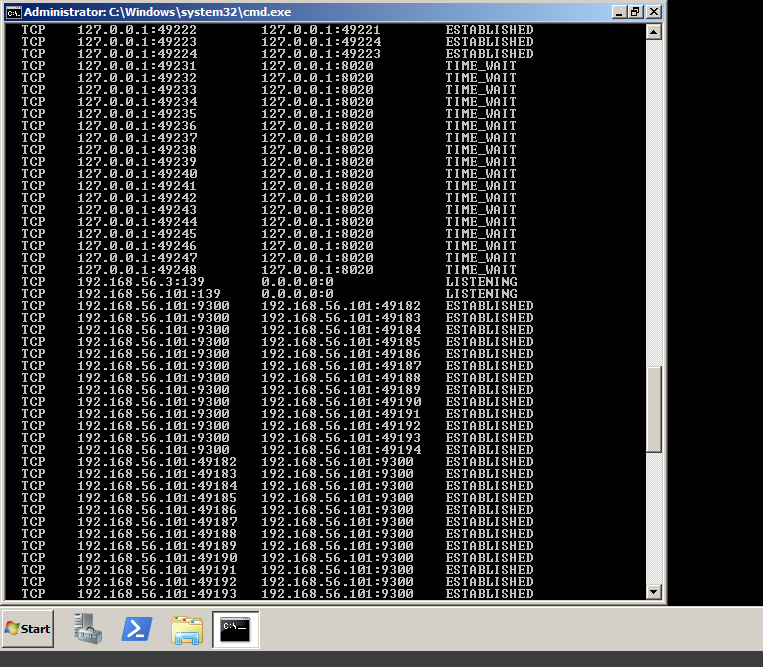 Administrator: C:\Windows\system32\cmd.exe
TCP 127.0.0.1:49222 127.0.0.1:49221 ESTABLISHED
TCP 127.0.0.1:49223 127.0.0.1:49224 ESTABLISHED
TCP 127.0.0.1:49224 127.0.0.1:49223 ESTABLISHED
TCP 127.0.0.1:49231 127.0.0.1:8020 TIME_WAIT
TCP 127.0.0.1:49232 127.0.0.1:8020 TIME_WAIT
TCP 127.0.0.1:49233 127.0.0.1:8020 TIME_WAIT
TCP 127.0.0.1:49234 127.0.0.1:8020 TIME_WAIT
TCP 127.0.0.1:49235 127.0.0.1:8020 TIME_WAIT
TCP 127.0.0.1:49236 127.0.0.1:8020 TIME_WAIT
TCP 127.0.0.1:49237 127.0.0.1:8020 TIME_WAIT
TCP 127.0.0.1:49238 127.0.0.1:8020 TIME_WAIT
TCP 127.0.0.1:49239 127.0.0.1:8020 TIME_WAIT
TCP 127.0.0.1:49240 127.0.0.1:8020 TIME_WAIT
TCP 127.0.0.1:49241 127.0.0.1:8020 TIME_WAIT
TCP 127.0.0.1:49242 127.0.0.1:8020 TIME_WAIT
TCP 127.0.0.1:49243 127.0.0.1:8020 TIME_WAIT
TCP 127.0.0.1:49244 127.0.0.1:8020 TIME_WAIT
TCP 127.0.0.1:49245 127.0.0.1:8020 TIME_WAIT
TCP 127.0.0.1:49246 127.0.0.1:8020 TIME_WAIT
TCP 127.0.0.1:49247 127.0.0.1:8020 TIME_WAIT
TCP 127.0.0.1:49248 127.0.0.1:8020 TIME_WAIT
TCP 192.168.56.3:139 0.0.0.0:0 LISTENING
TCP 192.168.56.101:139 0.0.0.0:0 LISTENING
TCP 192.168.56.101:9300 192.168.56.101:49182 ESTABLISHED
TCP 192.168.56.101:9300 192.168.56.101:49183 ESTABLISHED
TCP 192.168.56.101:9300 192.168.56.101:49184 ESTABLISHED
TCP 192.168.56.101:9300 192.168.56.101:49185 ESTABLISHED
TCP 192.168.56.101:9300 192.168.56.101:49186 ESTABLISHED
TCP 192.168.56.101:9300 192.168.56.101:49187 ESTABLISHED
TCP 192.168.56.101:9300 192.168.56.101:49188 ESTABLISHED
TCP 192.168.56.101:9300 192.168.56.101:49189 ESTABLISHED
TCP 192.168.56.101:9300 192.168.56.101:49190 ESTABLISHED
TCP 192.168.56.101:9300 192.168.56.101:49191 ESTABLISHED
TCP 192.168.56.101:9300 192.168.56.101:49192 ESTABLISHED
TCP 192.168.56.101:9300 192.168.56.101:49193 ESTABLISHED
TCP 192.168.56.101:9300 192.168.56.101:49194 ESTABLISHED
TCP 192.168.56.101:49182 192.168.56.101:9300 ESTABLISHED
TCP 192.168.56.101:49183 192.168.56.101:9300 ESTABLISHED
TCP 192.168.56.101:49184 192.168.56.101:9300 ESTABLISHED
TCP 192.168.56.101:49185 192.168.56.101:9300 ESTABLISHED
TCP 192.168.56.101:49186 192.168.56.101:9300 ESTABLISHED
TCP 192.168.56.101:49187 192.168.56.101:9300 ESTABLISHED
TCP 192.168.56.101:49188 192.168.56.101:9300 ESTABLISHED
TCP 192.168.56.101:49189 192.168.56.101:9300 ESTABLISHED
TCP 192.168.56.101:49190 192.168.56.101:9300 ESTABLISHED
TCP 192.168.56.101:49191 192.168.56.101:9300 ESTABLISHED
TCP 192.168.56.101:49192 192.168.56.101:9300 ESTABLISHED
TCP 192.168.56.101:49193 192.168.56.101:9300 ESTABLISHED
Start